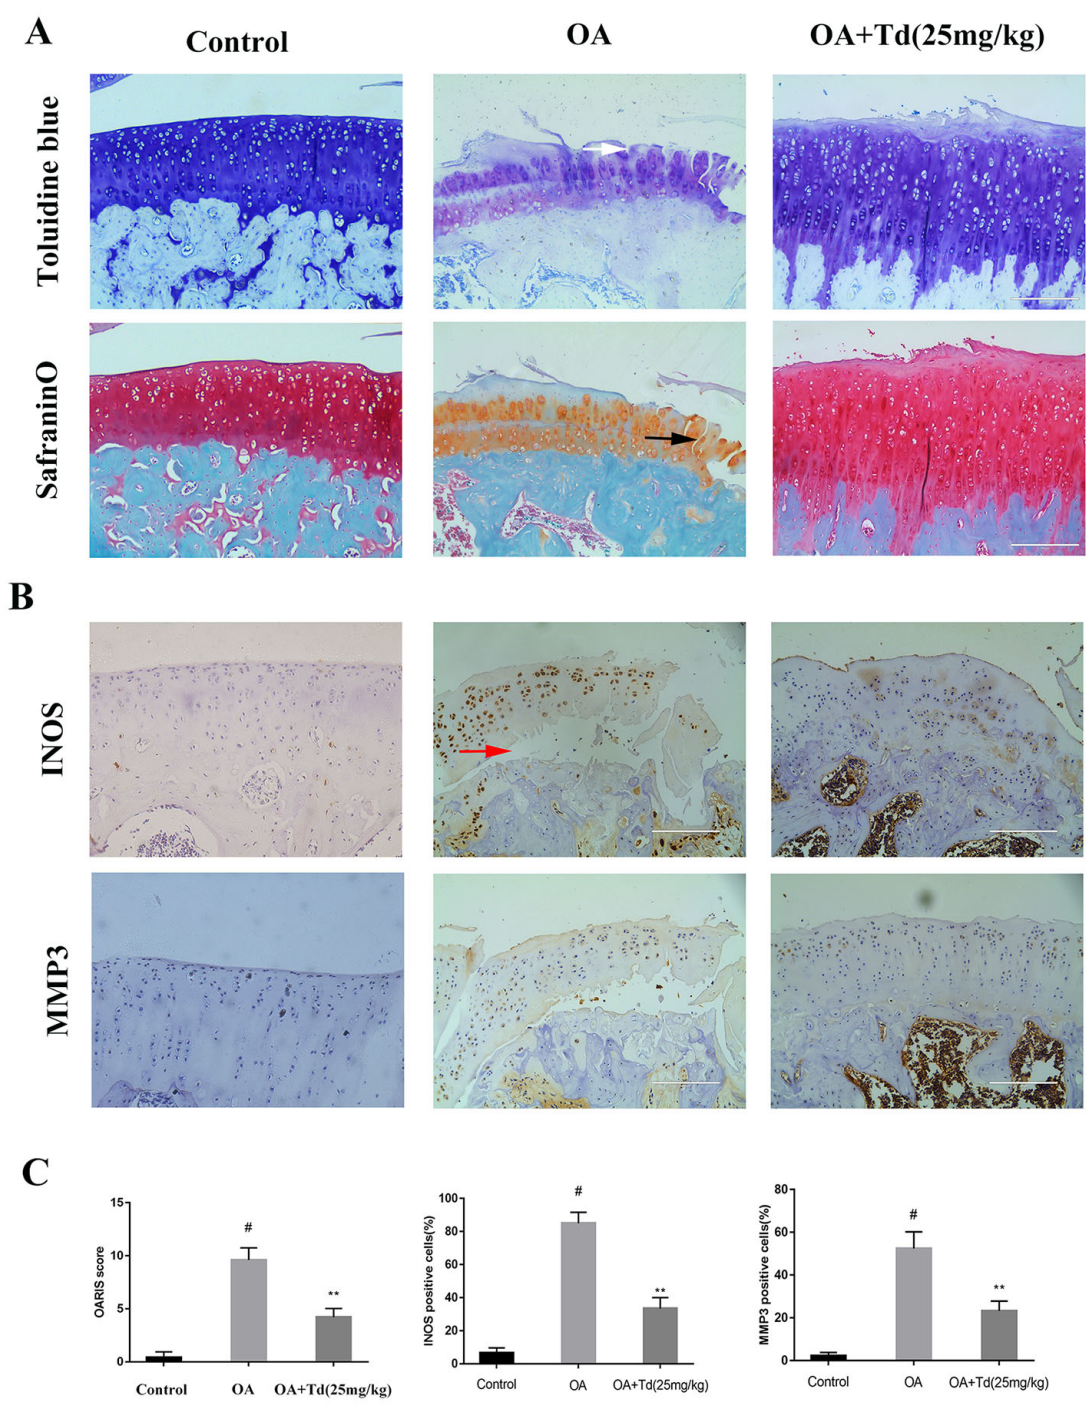 A
Control
OA
OA+Td(25mg/kg)
Toluidine blue
SafraninO
B
INOS
MMP3
C
OARIS score
15
10
5
0
#
**
Control
OA
OA+Td(25mg/kg)
INOS positive cells(%)
100
80
60
40
20
0
#
**
Control
OA
OA+Td(25mg/kg)
MMP3 positive cells(%)
80
60
40
20
0
#
**
Control
OA
OA+Td(25mg/kg)